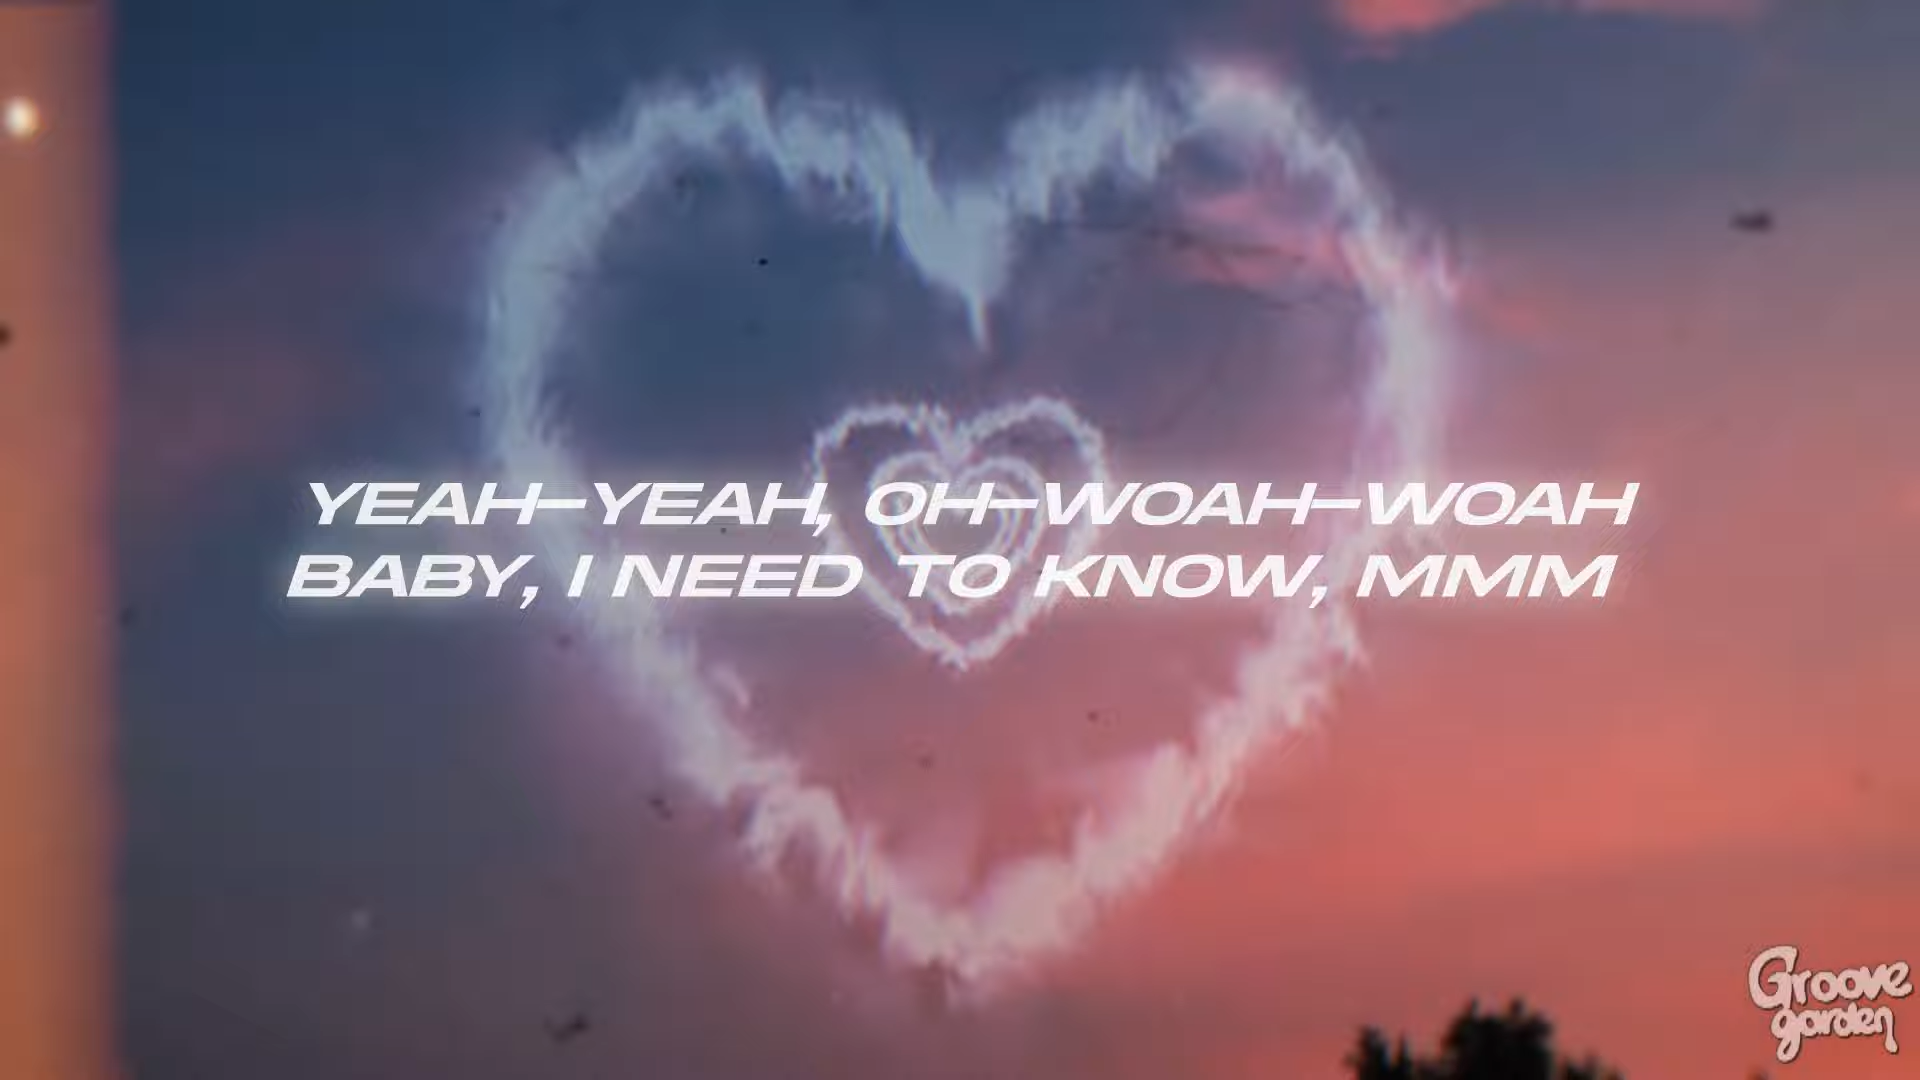 YEAH–YEAH, OH–WOAH–WOAH
BABY, I NEED TO KNOW, MMM
Groove
garden